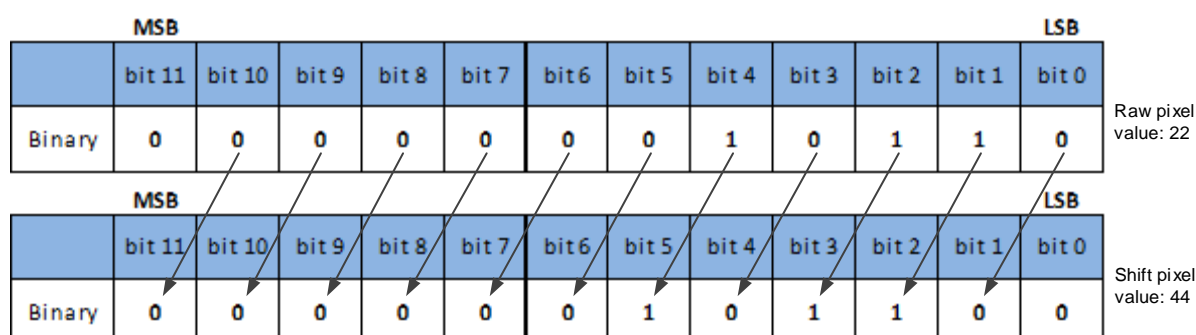 MSB LSB
bit 11 bit 10 bit 9 bit 8 bit 7 bit 6 bit 5 bit 4 bit 3 bit 2 bit 1 bit 0
Binary 0 0 0 0 0 0 0 1 0 1 1 0
Raw pixel
value: 22
MSB LSB
bit 11 bit 10 bit 9 bit 8 bit 7 bit 6 bit 5 bit 4 bit 3 bit 2 bit 1 bit 0
Binary 0 0 0 0 0 0 1 0 1 1 0 0
Shift pixel
value: 44